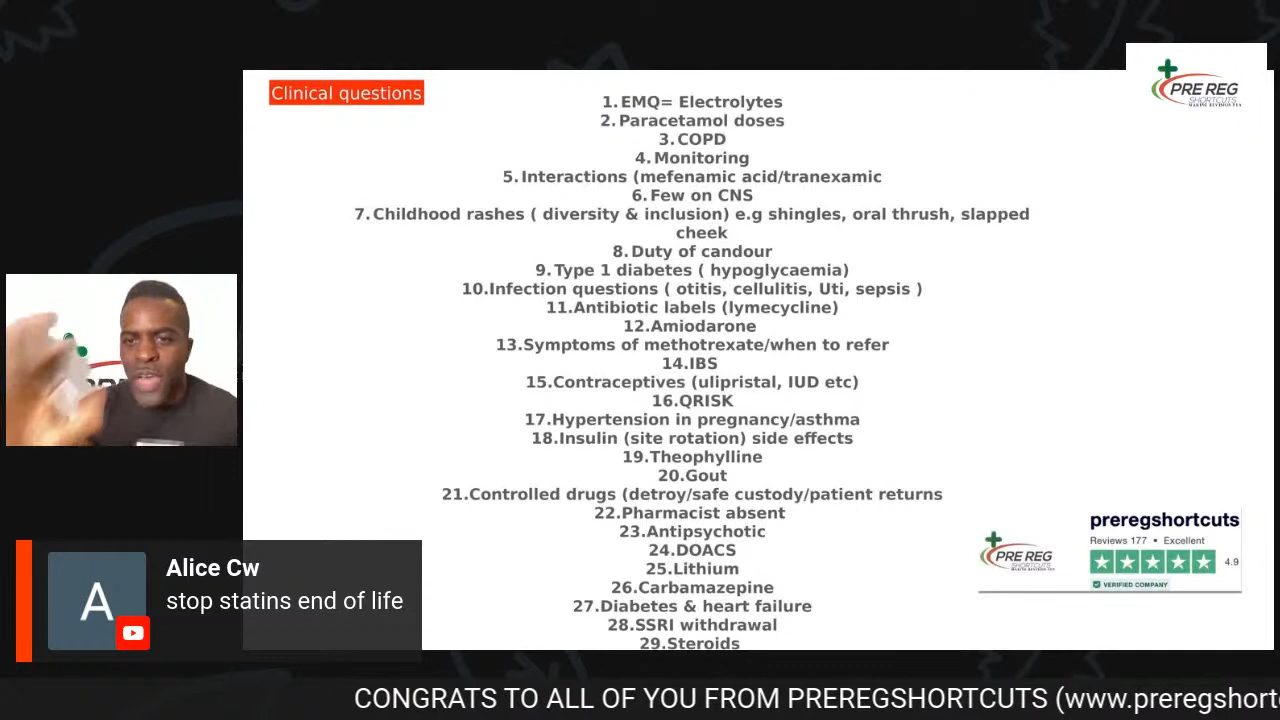 Clinical questions
PRE REG
SHORTCUTS
1.EMQ= Electrolytes
2.Paracetamol doses
3.COPD
4.Monitoring
5.Interactions (mefenamic acid/tranexamic
6.Few on CNS
7.Childhood rashes ( diversity & inclusion) e.g shingles, oral thrush, slapped
cheek
8.Duty of candour
9.Type 1 diabetes ( hypoglycaemia)
10.Infection questions ( otitis, cellulitis, Uti, sepsis )
11.Antibiotic labels (lymecycline)
12.Amiodarone
13.Symptoms of methotrexate/when to refer
14.IBS
15.Contraceptives (ulipristal, IUD etc)
16.QRISK
17.Hypertension in pregnancy/asthma
18.Insulin (site rotation) side effects
19.Theophylline
20.Gout
21.Controlled drugs (detroy/safe custody/patient returns
22.Pharmacist absent
23.Antipsychotic
24.DOACS
25.Lithium
26.Carbamazepine
27.Diabetes & heart failure
28.SSRI withdrawal
29.Steroids
PRE REG
preregshortcuts
Reviews 177 • Excellent
4.9
VERIFIED COMPANY
A
Alice Cw
stop statins end of life
CONGRATS TO ALL OF YOU FROM PREREGSHORTCUTS (www.preregshort